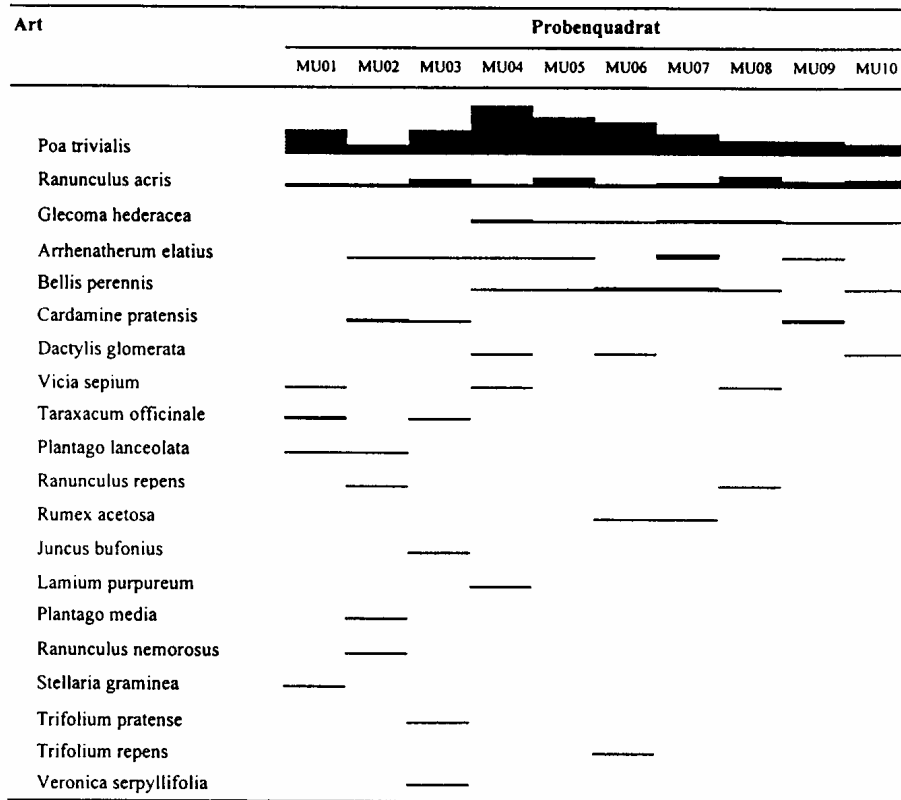 Art Probenquadrat
MU01 MU02 MU03 MU04 MU05 MU06 MU07 MU08 MU09 MU10
Poa trivialis
Ranunculus acris
Glecoma hederacea
Arrhenatherum elatius
Bellis perennis
Cardamine pratensis
Dactylis glomerata
Vicia sepium
Taraxacum officinale
Plantago lanceolata
Ranunculus repens
Rumex acetosa
Juncus bufonius
Lamium purpureum
Plantago media
Ranunculus nemorosus
Stellaria graminea
Trifolium pratense
Trifolium repens
Veronica serpyllifolia